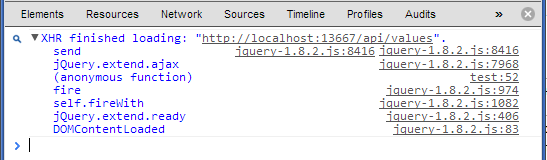 Elements Resources Network Sources Timeline Profiles Audits »
▼XHR finished loading: "http://localhost:13667/api/values".
send jquery-1.8.2.js:8416 jquery-1.8.2.js:8416
jQuery.extend.ajax jquery-1.8.2.js:7968
(anonymous function) test:52
fire jquery-1.8.2.js:974
self.fireWith jquery-1.8.2.js:1082
jQuery.extend.ready jquery-1.8.2.js:406
DOMContentLoaded jquery-1.8.2.js:83
>